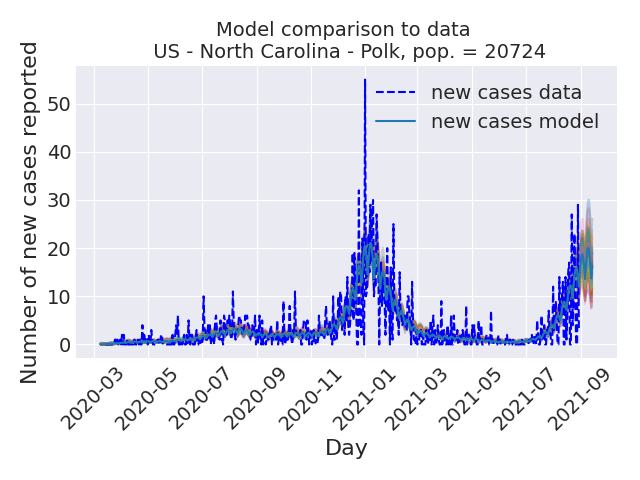 Model comparison to data
US - North Carolina - Polk, pop. = 20724
Number of new cases reported
50
40
30
20
10
0
new cases data
new cases model
2020-03
2020-05
2020-07
2020-09
2020-11
2021-01
2021-03
2021-05
2021-07
2021-09
Day